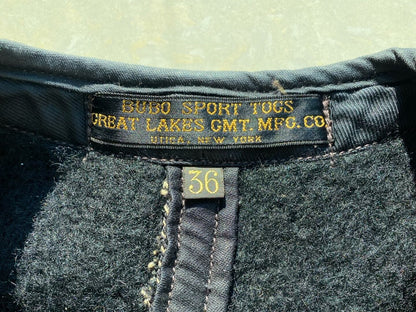 BUBO SPORT TOGS
GREAT LAKES GMT. MFG. CO.
UTICA, NEW YORK
36